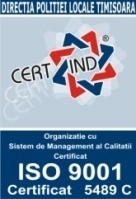 DIRECTIA POLITIEI LOCALE TIMISOARA
CERT IND
Organizatie cu
Sistem de Management al Calitatii
Certificat
ISO 9001
Certificat 5489 C